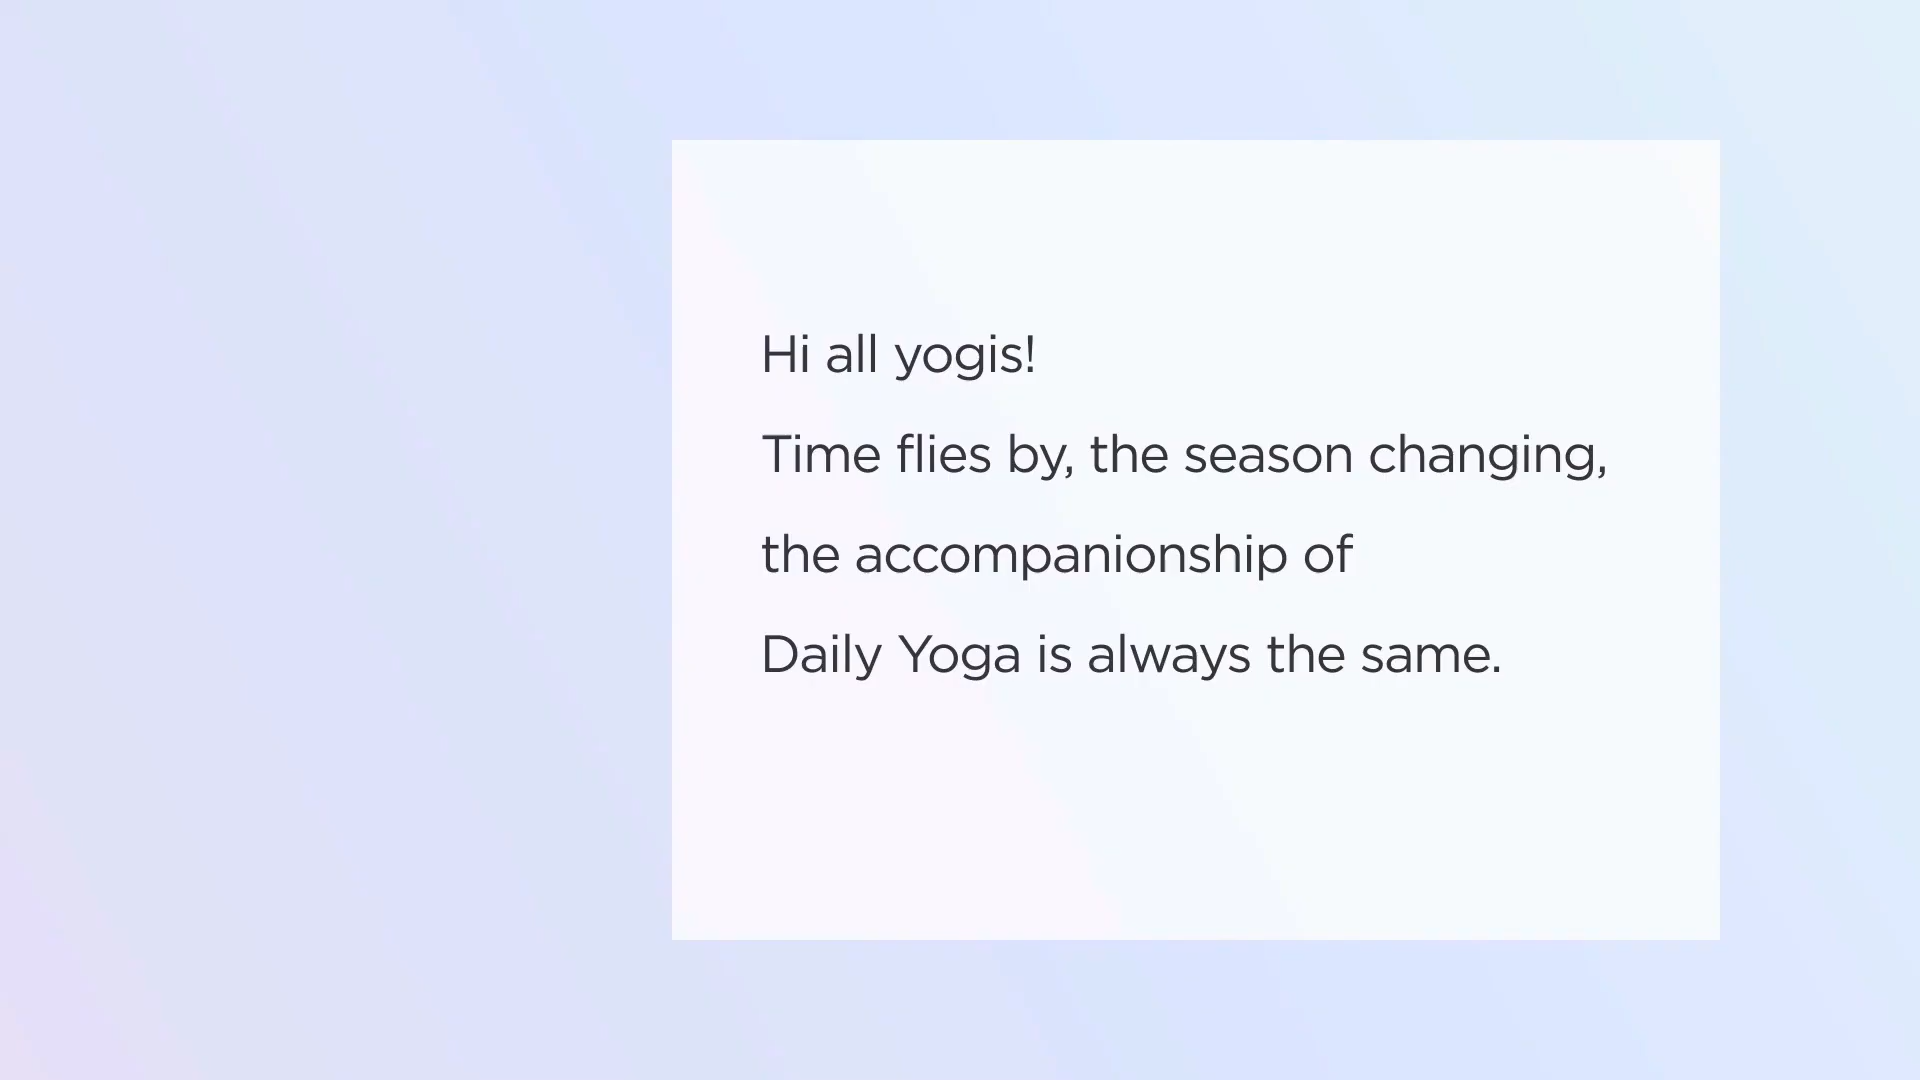 Hi all yogis!
Time flies by, the season changing,
the accompanionship of
Daily Yoga is always the same.